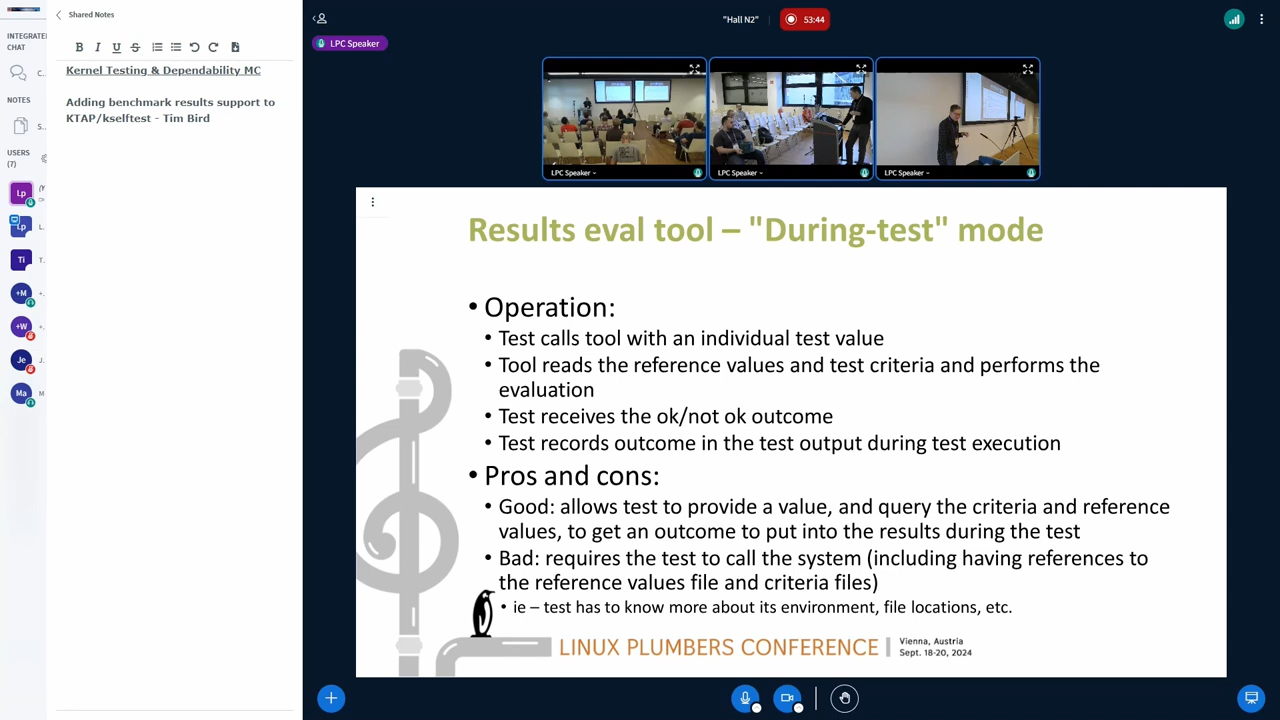 Shared Notes
INTEGRATE
CHAT
C...
NOTES
S...
USERS
(7)
Lp
Lp
L...
Ti
T...
+M
+W
Je
J...
Ma
M
B I U S
Kernel Testing & Dependability MC
Adding benchmark results support to
KTAP/kselftest - Tim Bird
"Hall N2"
53:44
LPC Speaker
LPC Speaker
LPC Speaker
LPC Speaker
Results eval tool – "During-test" mode
• Operation:
• Test calls tool with an individual test value
• Tool reads the reference values and test criteria and performs the
evaluation
• Test receives the ok/not ok outcome
• Test records outcome in the test output during test execution
• Pros and cons:
• Good: allows test to provide a value, and query the criteria and reference
values, to get an outcome to put into the results during the test
• Bad: requires the test to call the system (including having references to
the reference values file and criteria files)
• ie – test has to know more about its environment, file locations, etc.
LINUX PLUMBERS CONFERENCE
Vienna, Austria
Sept. 18-20, 2024